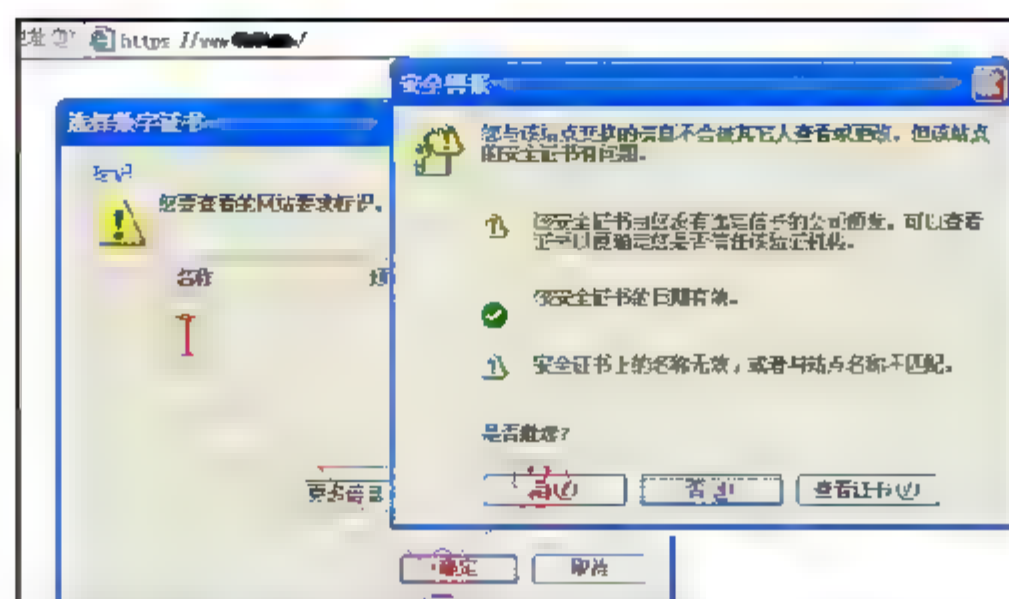 https://www
安全警报
选择数字证书
您与该站点交换的信息不会被其它人查看或更改。但该站点
的安全证书有问题。
标识
您要查看的网站要求标识。
该安全证书由您没有选定信任的公司颁发。可以查看
证书以便确定您是否信任该验证机构。
名称
该安全证书的日期有效。
安全证书上的名称无效，或者与站点名称不匹配。
是否继续?
是(Y) 否(N) 查看证书(V)
更多信息
确定 取消